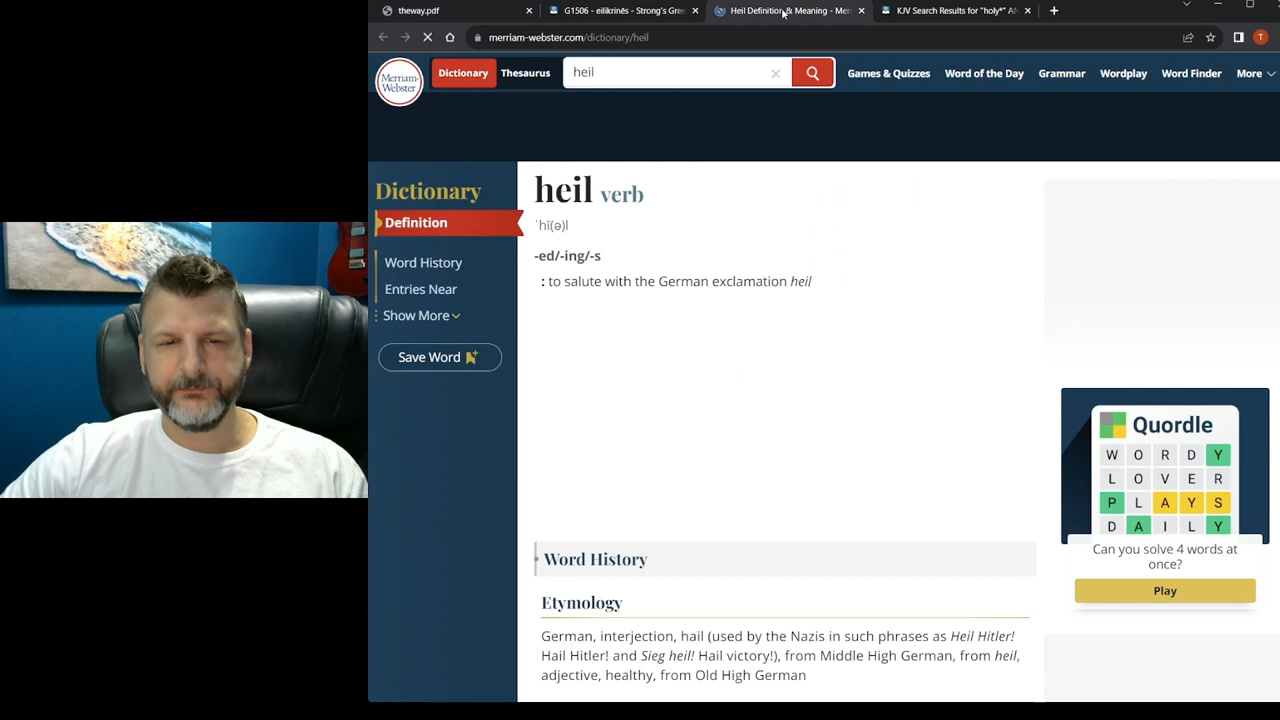 theway.pdf
G1506 - eilikrinēs - Strong's Gre
Heil Definition & Meaning - Mer
KJV Search Results for "holy*" AN
merriam-webster.com/dictionary/heil
T
Merriam-
Webster
Dictionary
Thesaurus
heil
Games & Quizzes
Word of the Day
Grammar
Wordplay
Word Finder
More
Dictionary
Definition
Word History
Entries Near
Show More
Save Word
heil verb
ˈhī(ə)l
-ed/-ing/-s
: to salute with the German exclamation heil
Word History
Etymology
German, interjection, hail (used by the Nazis in such phrases as Heil Hitler!
Hail Hitler! and Sieg heil! Hail victory!), from Middle High German, from heil,
adjective, healthy, from Old High German
Quordle
W O R D Y
L O V E R
P L A Y S
D A I L Y
Can you solve 4 words at
once?
Play